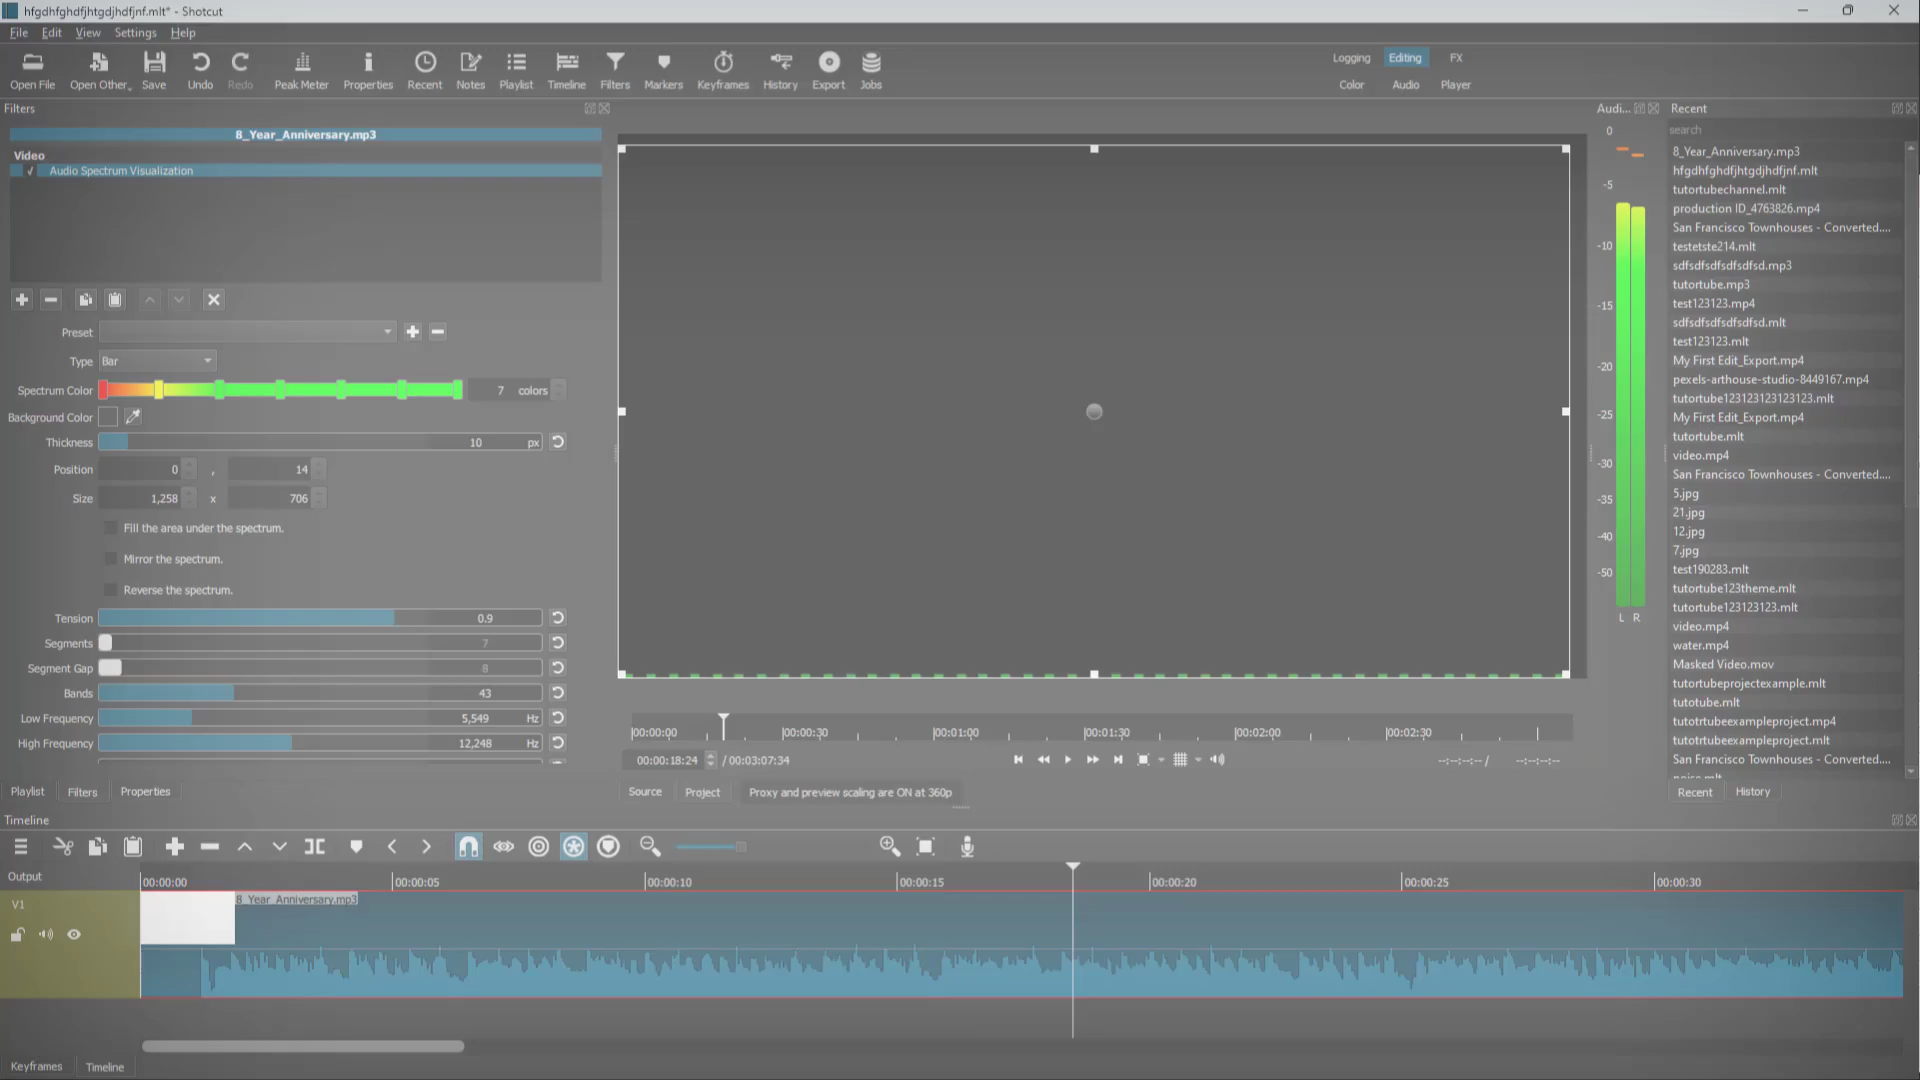 hfgdhfghdfjhtgdjhdfjnf.mlt* - Shotcut
File Edit View Settings Help
Open File Open Other... Save Undo Redo Peak Meter Properties Recent Notes Playlist Timeline Filters Markers Keyframes History Export Jobs
Logging Editing FX
Color Audio Player
Filters
8_Year_Anniversary.mp3
Video
✓ Audio Spectrum Visualization
Preset
Type Bar
Spectrum Color 7 colors
Background Color
Thickness 10 px
Position 0 , 14
Size 1,258 x 706
Fill the area under the spectrum.
Mirror the spectrum.
Reverse the spectrum.
Tension 0.9
Segments 7
Segment Gap 8
Bands 43
Low Frequency 5,549 Hz
High Frequency 12,248 Hz
Playlist Filters Properties
00:00:00 00:00:30 00:01:00 00:01:30 00:02:00 00:02:30
00:00:18:24 / 00:03:07:34
--:--:--:-- / --:--:--:--
Source Project Proxy and preview scaling are ON at 360p
Audi...
0
-5
-10
-15
-20
-25
-30
-35
-40
-50
L R
Recent
search
8_Year_Anniversary.mp3
hfgdhfghdfjhtgdjhdfjnf.mlt
tutortubechannel.mlt
production ID_4763826.mp4
San Francisco Townhouses - Converted....
testetste214.mlt
sdfsdfsdfsdfsdfsd.mp3
tutortube.mp3
test123123.mp4
sdfsdfsdfsdfsdfsd.mlt
test123123.mlt
My First Edit_Export.mp4
pexels-arthouse-studio-8449167.mp4
tutortube123123123123123.mlt
My First Edit_Export.mp4
tutortube.mlt
video.mp4
San Francisco Townhouses - Converted....
5.jpg
21.jpg
12.jpg
7.jpg
test190283.mlt
tutortube123theme.mlt
tutortube123123123.mlt
video.mp4
water.mp4
Masked Video.mov
tutortubeprojectexample.mlt
tutotube.mlt
tutotrtubeexampleproject.mp4
tutotrtubeexampleproject.mlt
San Francisco Townhouses - Converted....
Recent History
Timeline
Output
00:00:00 00:00:05 00:00:10 00:00:15 00:00:20 00:00:25 00:00:30
V1
8_Year_Anniversary.mp3
Keyframes Timeline